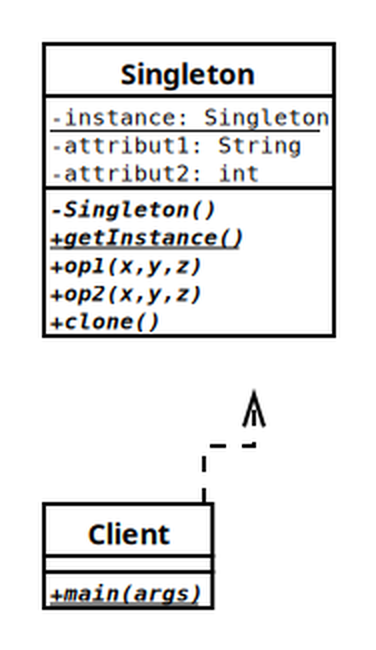 Singleton
-instance: Singleton
-attribut1: String
-attribut2: int
-Singleton()
+getInstance()
+op1(x,y,z)
+op2(x,y,z)
+clone()
Client
+main(args)